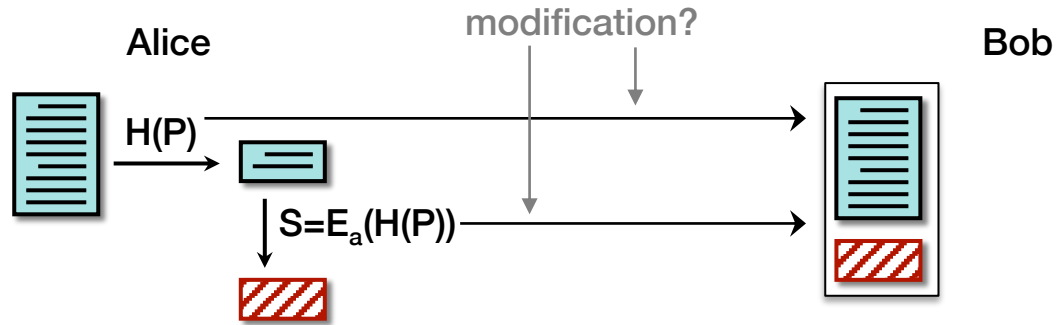 modification?
Alice
Bob
H(P)
S=Eₐ(H(P))